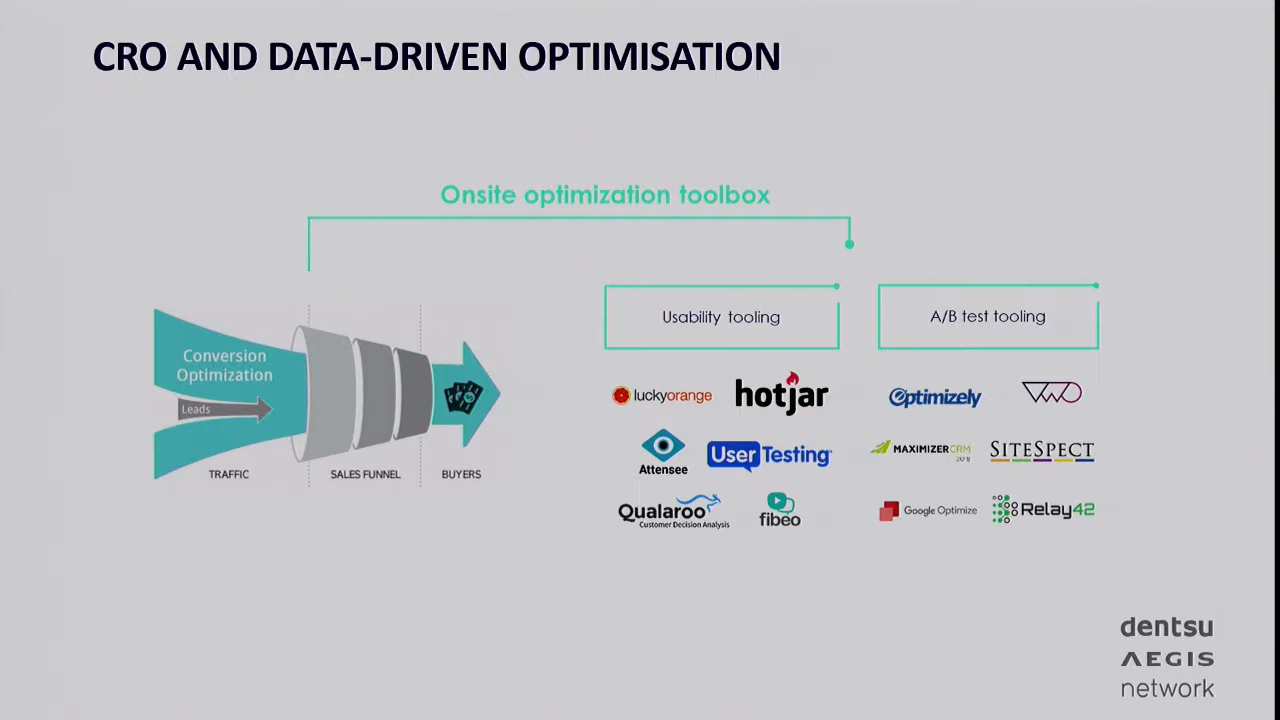 CRO AND DATA-DRIVEN OPTIMISATION
Onsite optimization toolbox
Usability tooling
A/B test tooling
Conversion
Optimization
Leads
TRAFFIC
SALES FUNNEL
BUYERS
luckyorange
hotjar
Optimizely
VWO
Attensee
UserTesting
MAXIMIZER CRM
2018
SITESPECT
Qualaroo
Customer Decision Analysis
fibeo
Google Optimize
Relay42
dentsu
AEGIS
network